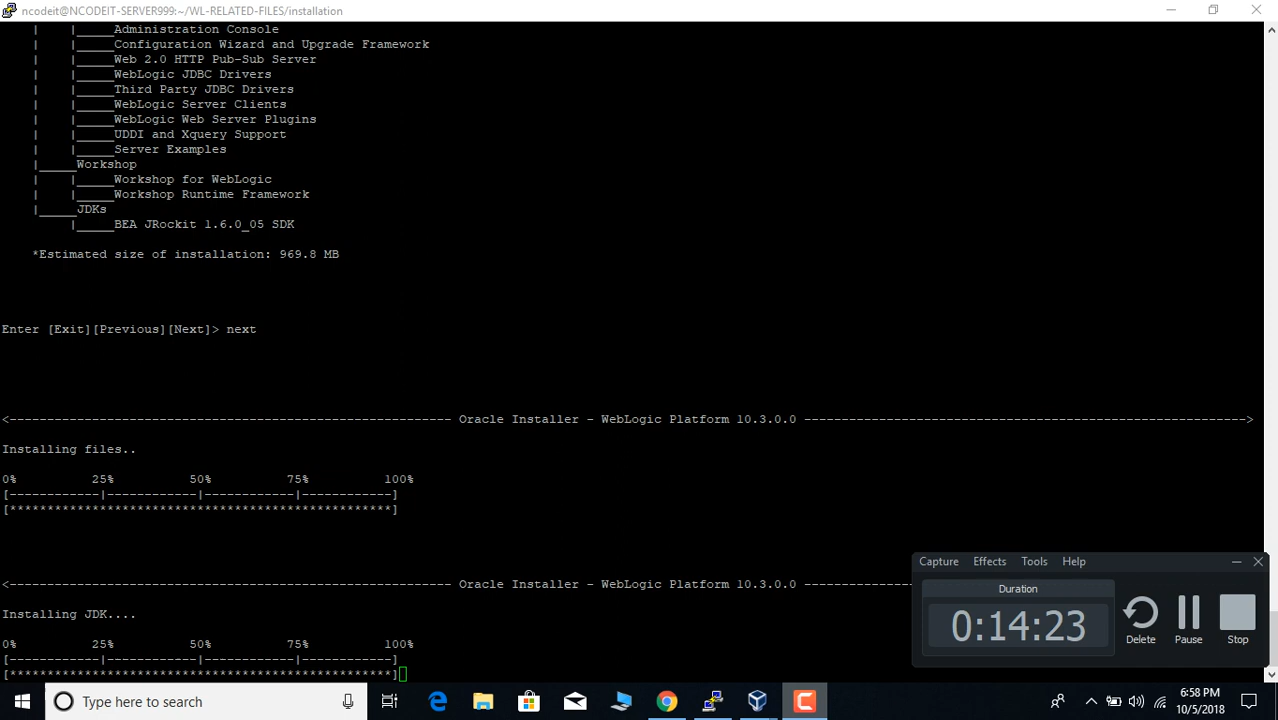 ncodeit@NCODEIT-SERVER999:~/WL-RELATED-FILES/installation
|    |_____Administration Console
|    |_____Configuration Wizard and Upgrade Framework
|    |_____Web 2.0 HTTP Pub-Sub Server
|    |_____WebLogic JDBC Drivers
|    |_____Third Party JDBC Drivers
|    |_____WebLogic Server Clients
|    |_____WebLogic Web Server Plugins
|    |_____UDDI and Xquery Support
|    |_____Server Examples
|_____Workshop
|    |_____Workshop for WebLogic
|    |_____Workshop Runtime Framework
|_____JDKs
|_____BEA JRockit 1.6.0_05 SDK
*Estimated size of installation: 969.8 MB
Enter [Exit][Previous][Next]> next
<----------------------------------------------------------- Oracle Installer - WebLogic Platform 10.3.0.0 ----------------------------------------------------------->
Installing files..
0%          25%          50%          75%          100%
[------------|------------|------------|------------]
[***************************************************]
<----------------------------------------------------------- Oracle Installer - WebLogic Platform 10.3.0.0 ---------------
Installing JDK....
0%          25%          50%          75%          100%
[------------|------------|------------|------------]
[***************************************************]
Capture Effects Tools Help
Duration
0:14:23
Delete Pause Stop
Type here to search
6:58 PM
10/5/2018